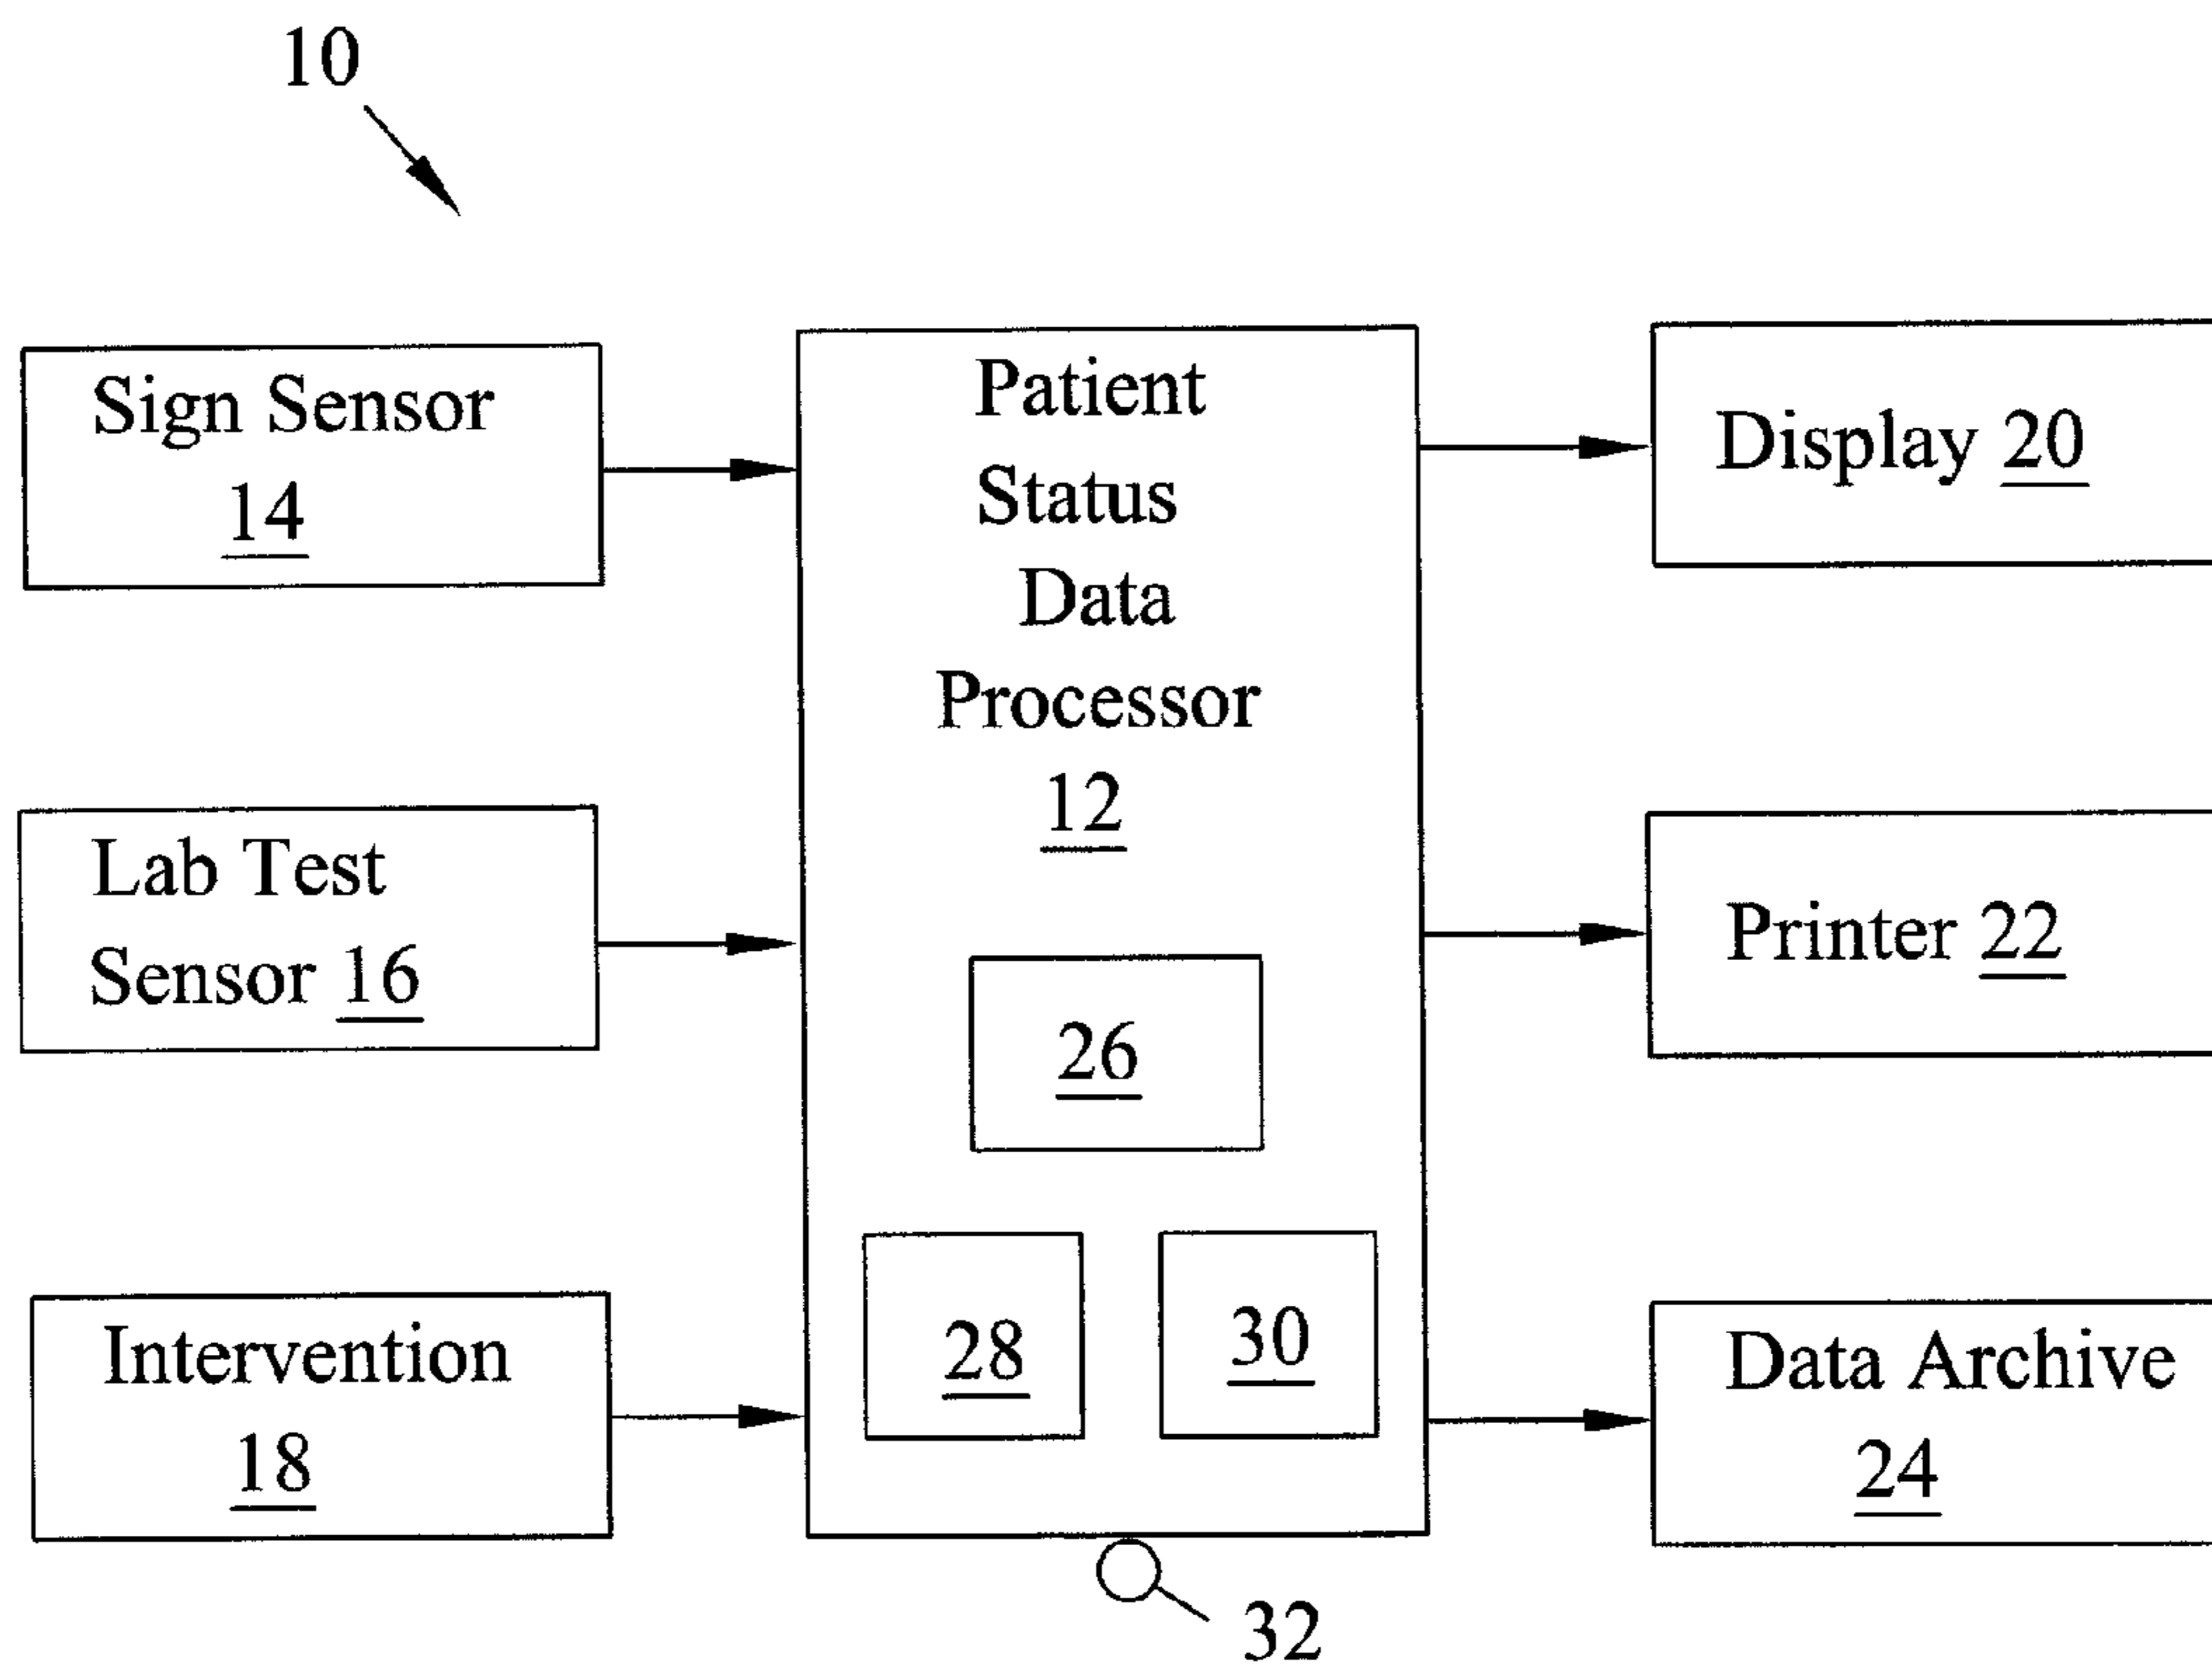 10
Sign Sensor
14
Lab Test
Sensor 16
Intervention
18
Patient
Status
Data
Processor
12
26
28
30
32
Display 20
Printer 22
Data Archive
24